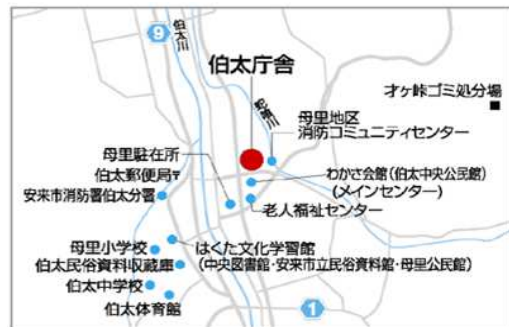 9
伯太川
伯太庁舎
才ヶ峠ゴミ処分場
母里地区
消防コミュニティセンター
母里駐在所
伯太郵便局〒
安来市消防署伯太分署
わかさ会館(伯太中央公民館)
(メインセンター)
老人福祉センター
母里小学校
はくた文化学習館
(中央図書館・安来市立民俗資料館・母里公民館)
伯太民俗資料収蔵庫
伯太中学校
伯太体育館
1